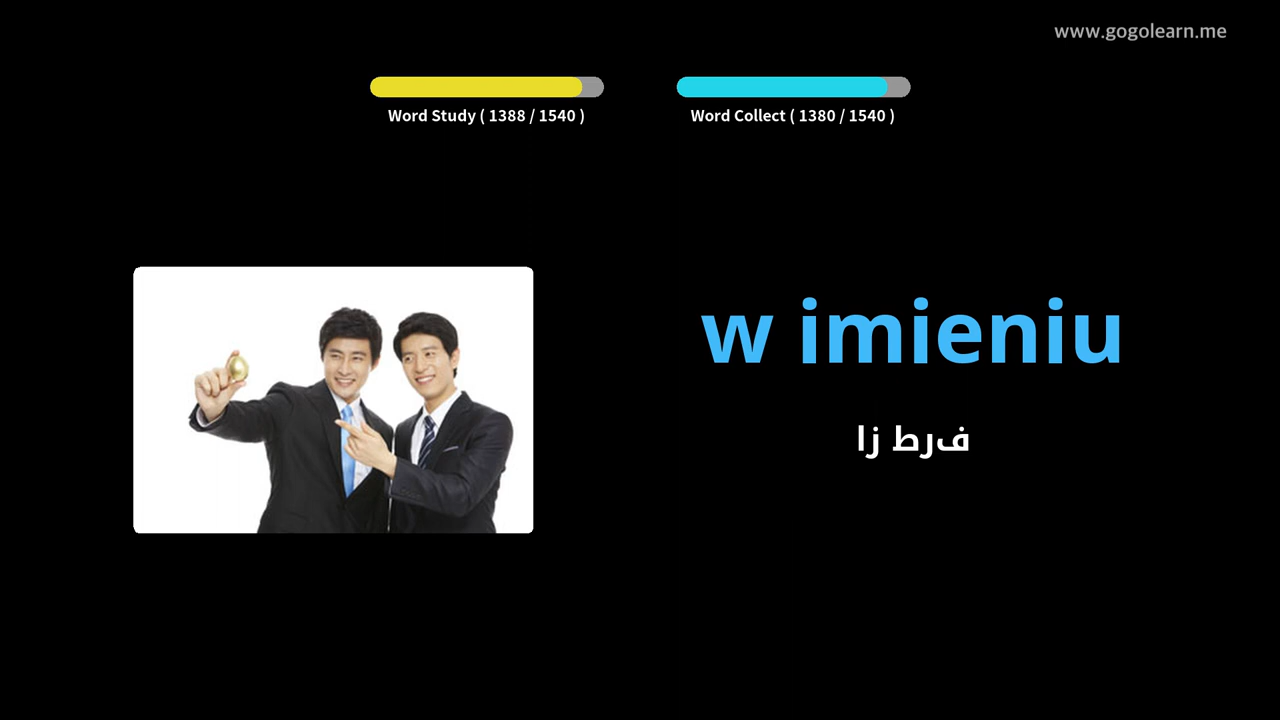 www.gogolearn.me
Word Study ( 1388 / 1540 )
Word Collect ( 1380 / 1540 )
w imieniu
فرط زا